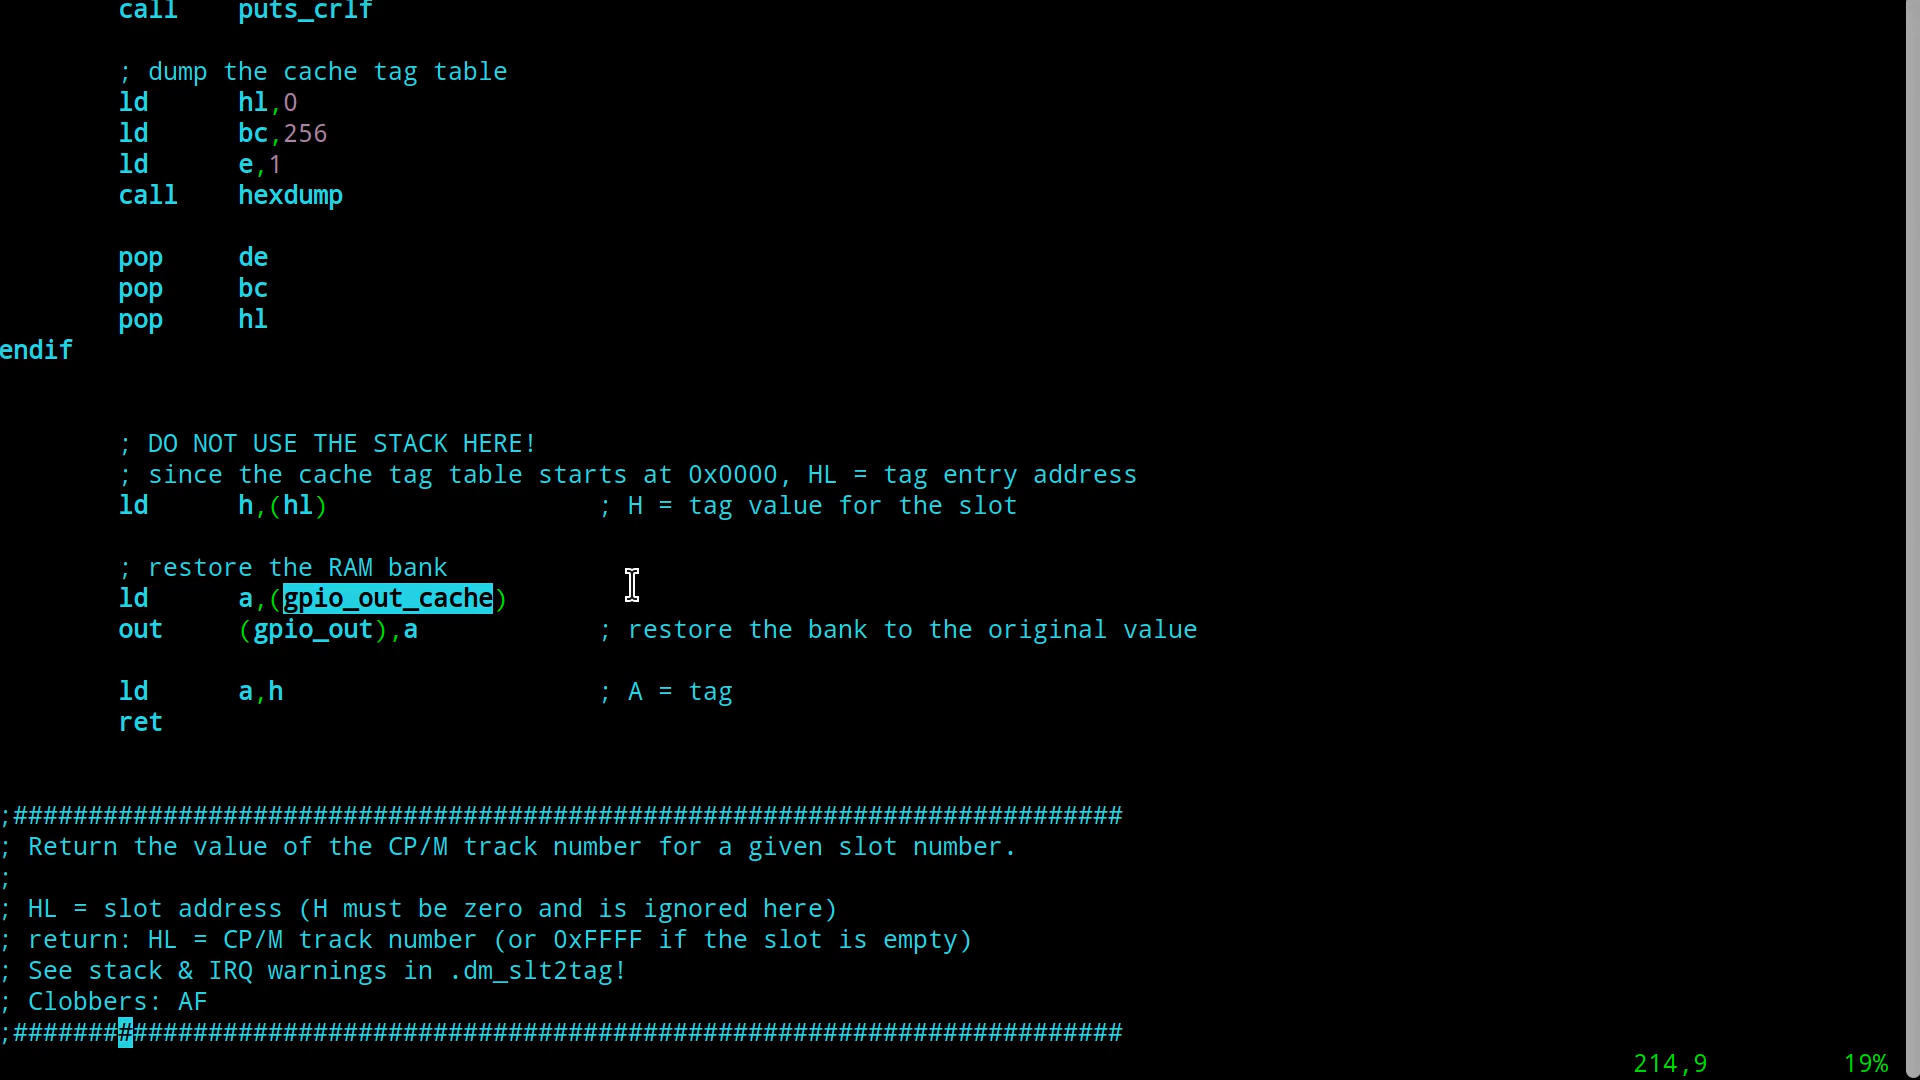 call puts_crlf
; dump the cache tag table
ld hl,0
ld bc,256
ld e,1
call hexdump
pop de
pop bc
pop hl
endif
; DO NOT USE THE STACK HERE!
; since the cache tag table starts at 0x0000, HL = tag entry address
ld h,(hl) ; H = tag value for the slot
; restore the RAM bank
ld a,(gpio_out_cache)
out (gpio_out),a ; restore the bank to the original value
ld a,h ; A = tag
ret
;##########################################################################
; Return the value of the CP/M track number for a given slot number.
;
; HL = slot address (H must be zero and is ignored here)
; return: HL = CP/M track number (or 0xFFFF if the slot is empty)
; See stack & IRQ warnings in .dm_slt2tag!
; Clobbers: AF
;##########################################################################
214,9 19%